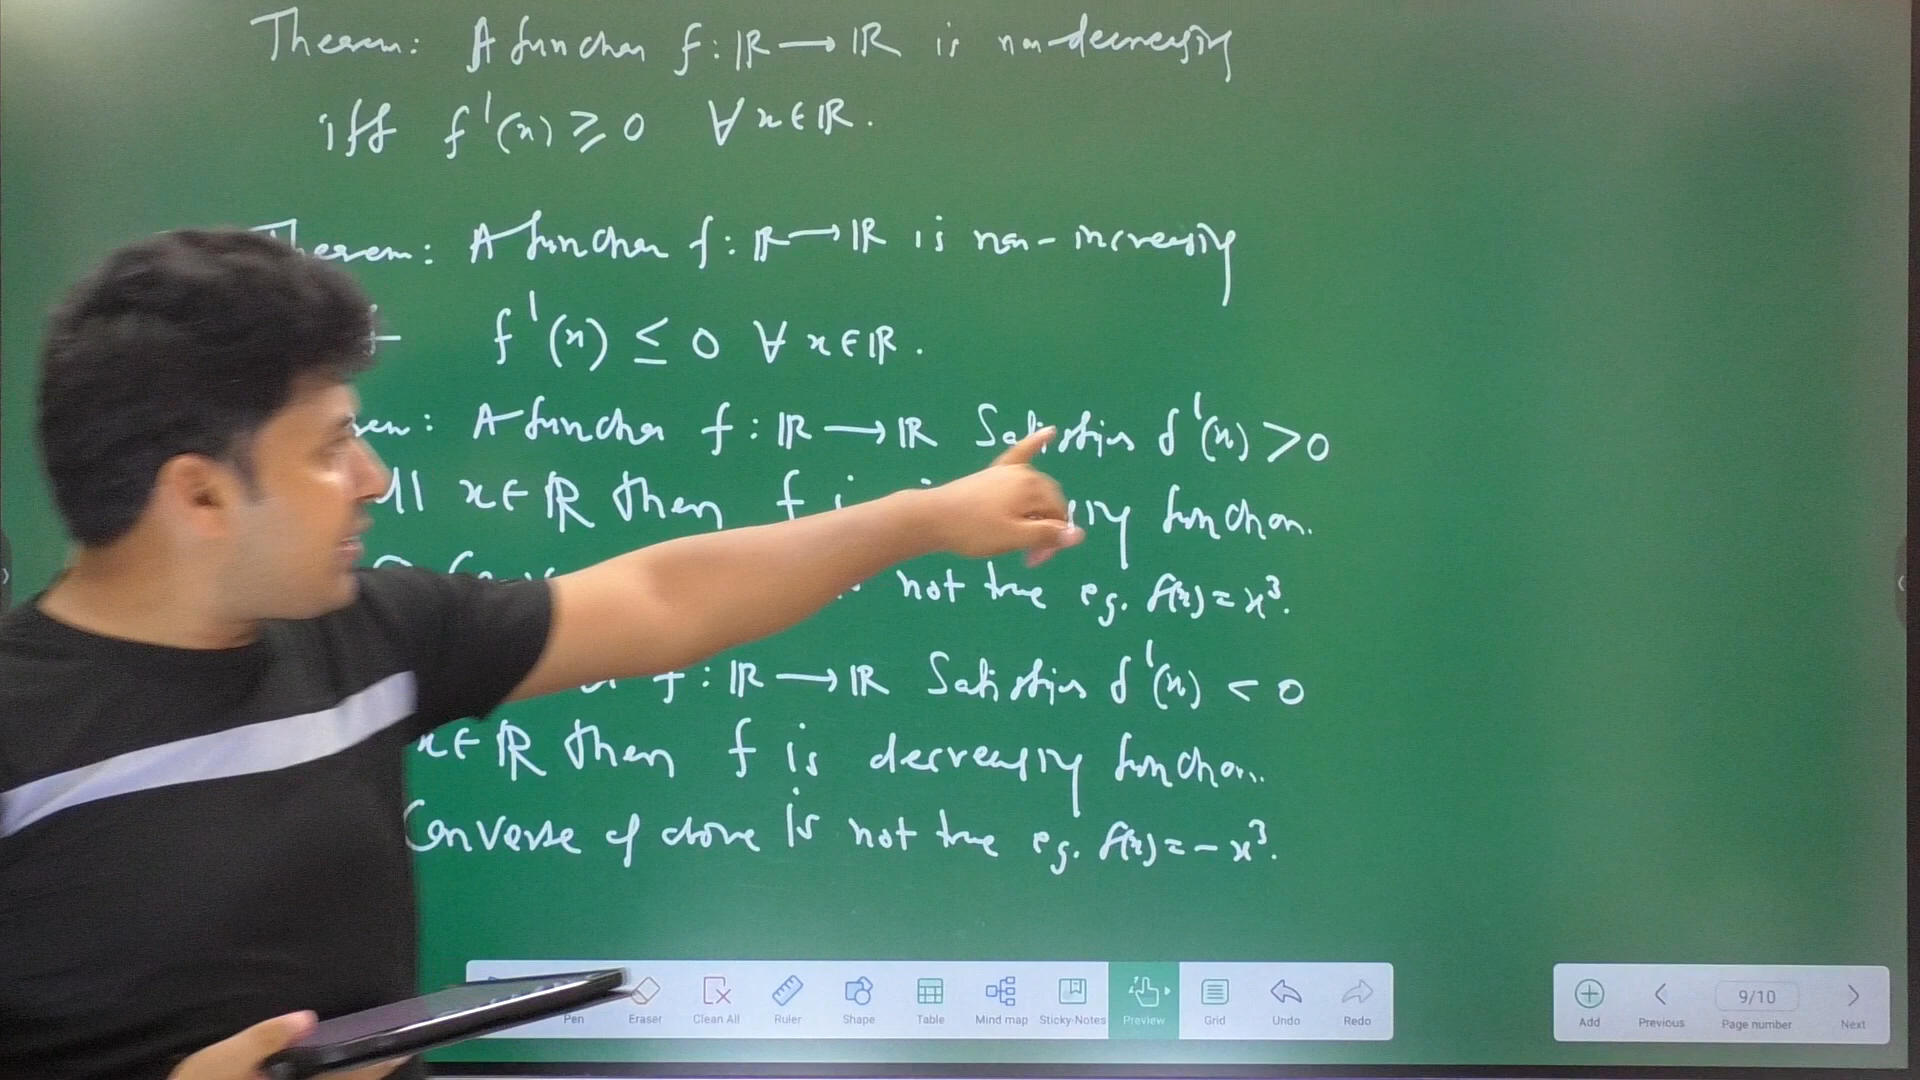 Theorem: A function f: ℝ → ℝ is non-decreasing
iff f'(x) ≥ 0 ∀ x ∈ ℝ.
Theorem: A function f: ℝ → ℝ is non-increasing
f'(x) ≤ 0 ∀ x ∈ ℝ.
A function f: ℝ → ℝ Satisfies f'(x) > 0
x ∈ ℝ then f function.
not true e.g. f(x) = x³.
f: ℝ → ℝ Satisfies f'(x) < 0
x ∈ ℝ then f is decreasing function.
Converse of above is not true e.g. f(x) = -x³.
Pen Eraser Clean All Ruler Shape Table Mind map Sticky-Notes Preview Grid Undo Redo
Add Previous 9/10 Page number Next